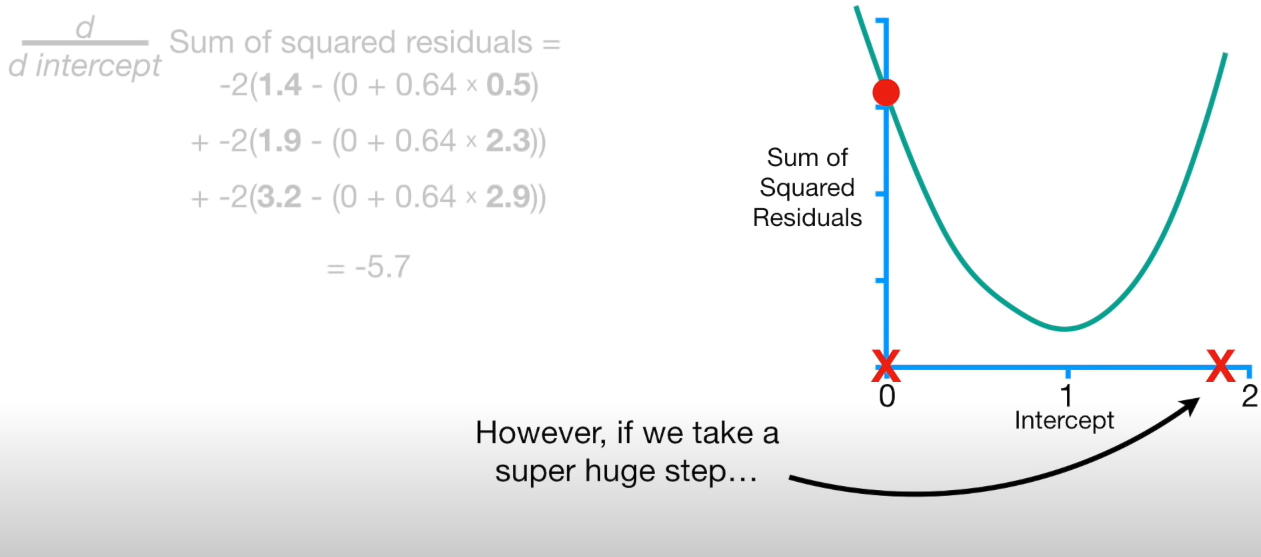 d
d intercept
Sum of squared residuals =
-2(1.4 - (0 + 0.64 × 0.5)
+ -2(1.9 - (0 + 0.64 × 2.3))
+ -2(3.2 - (0 + 0.64 × 2.9))
= -5.7
Sum of
Squared
Residuals
X
X
0
1
2
Intercept
However, if we take a
super huge step…